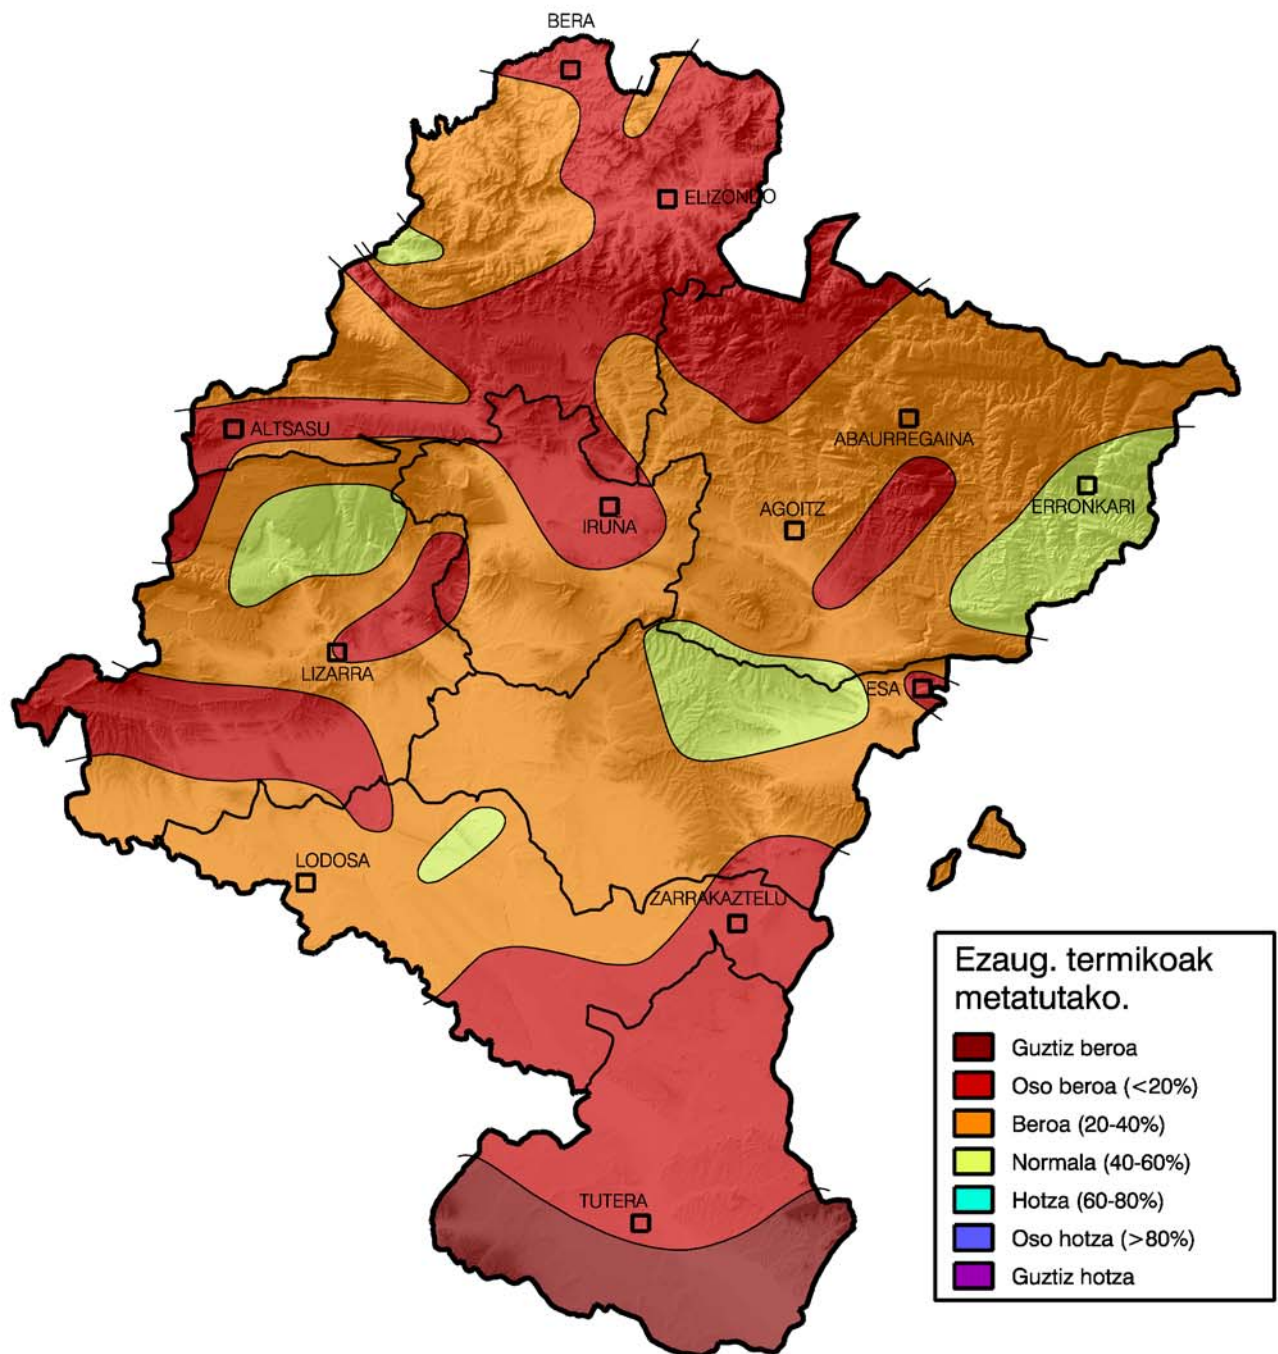 BERA
ELIZONDO
ALTSASU
ABAURREGAINA
ERRONKARI
IRUNA
AGOITZ
LIZARRA
ESA
LODOSA
ZARRAKAZTELU
TUTERA
Ezaug. termikoak
metatutako.
Guztiz beroa
Oso beroa (<20%)
Beroa (20-40%)
Normala (40-60%)
Hotza (60-80%)
Oso hotza (>80%)
Guztiz hotza